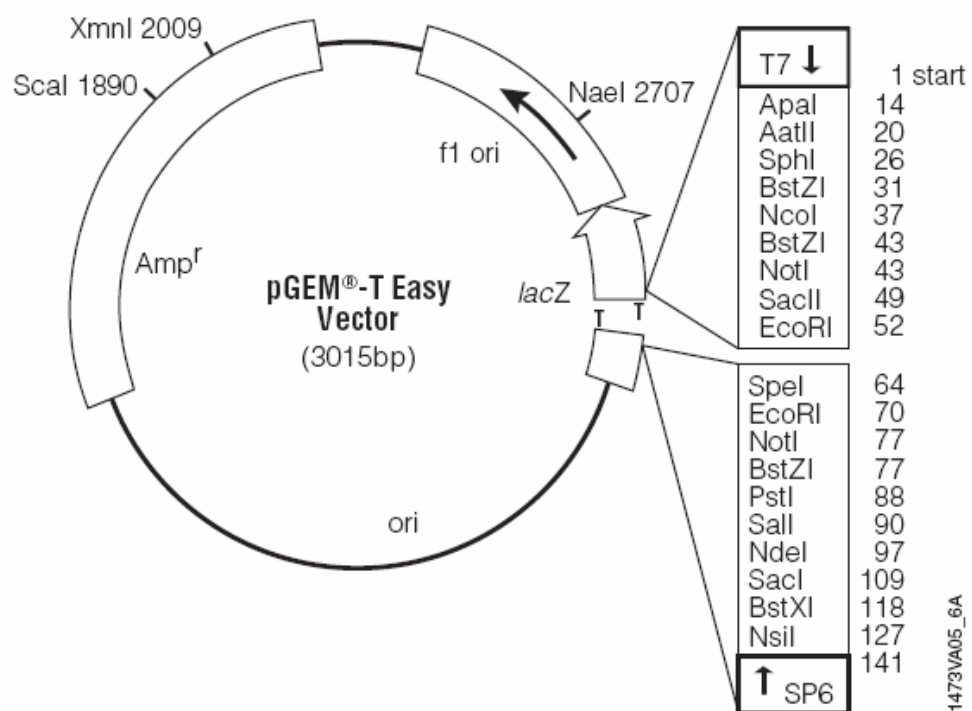 XmnI 2009
ScaI 1890
NaeI 2707
f1 ori
Ampʳ
pGEM®-T Easy
Vector
(3015bp)
lacZ
T T
ori
T7 ↓
1 start
ApaI 14
AatII 20
SphI 26
BstZI 31
NcoI 37
BstZI 43
NotI 43
SacII 49
EcoRI 52
SpeI 64
EcoRI 70
NotI 77
BstZI 77
PstI 88
SalI 90
NdeI 97
SacI 109
BstXI 118
NsiI 127
141
↑ SP6
1473VA05_6A